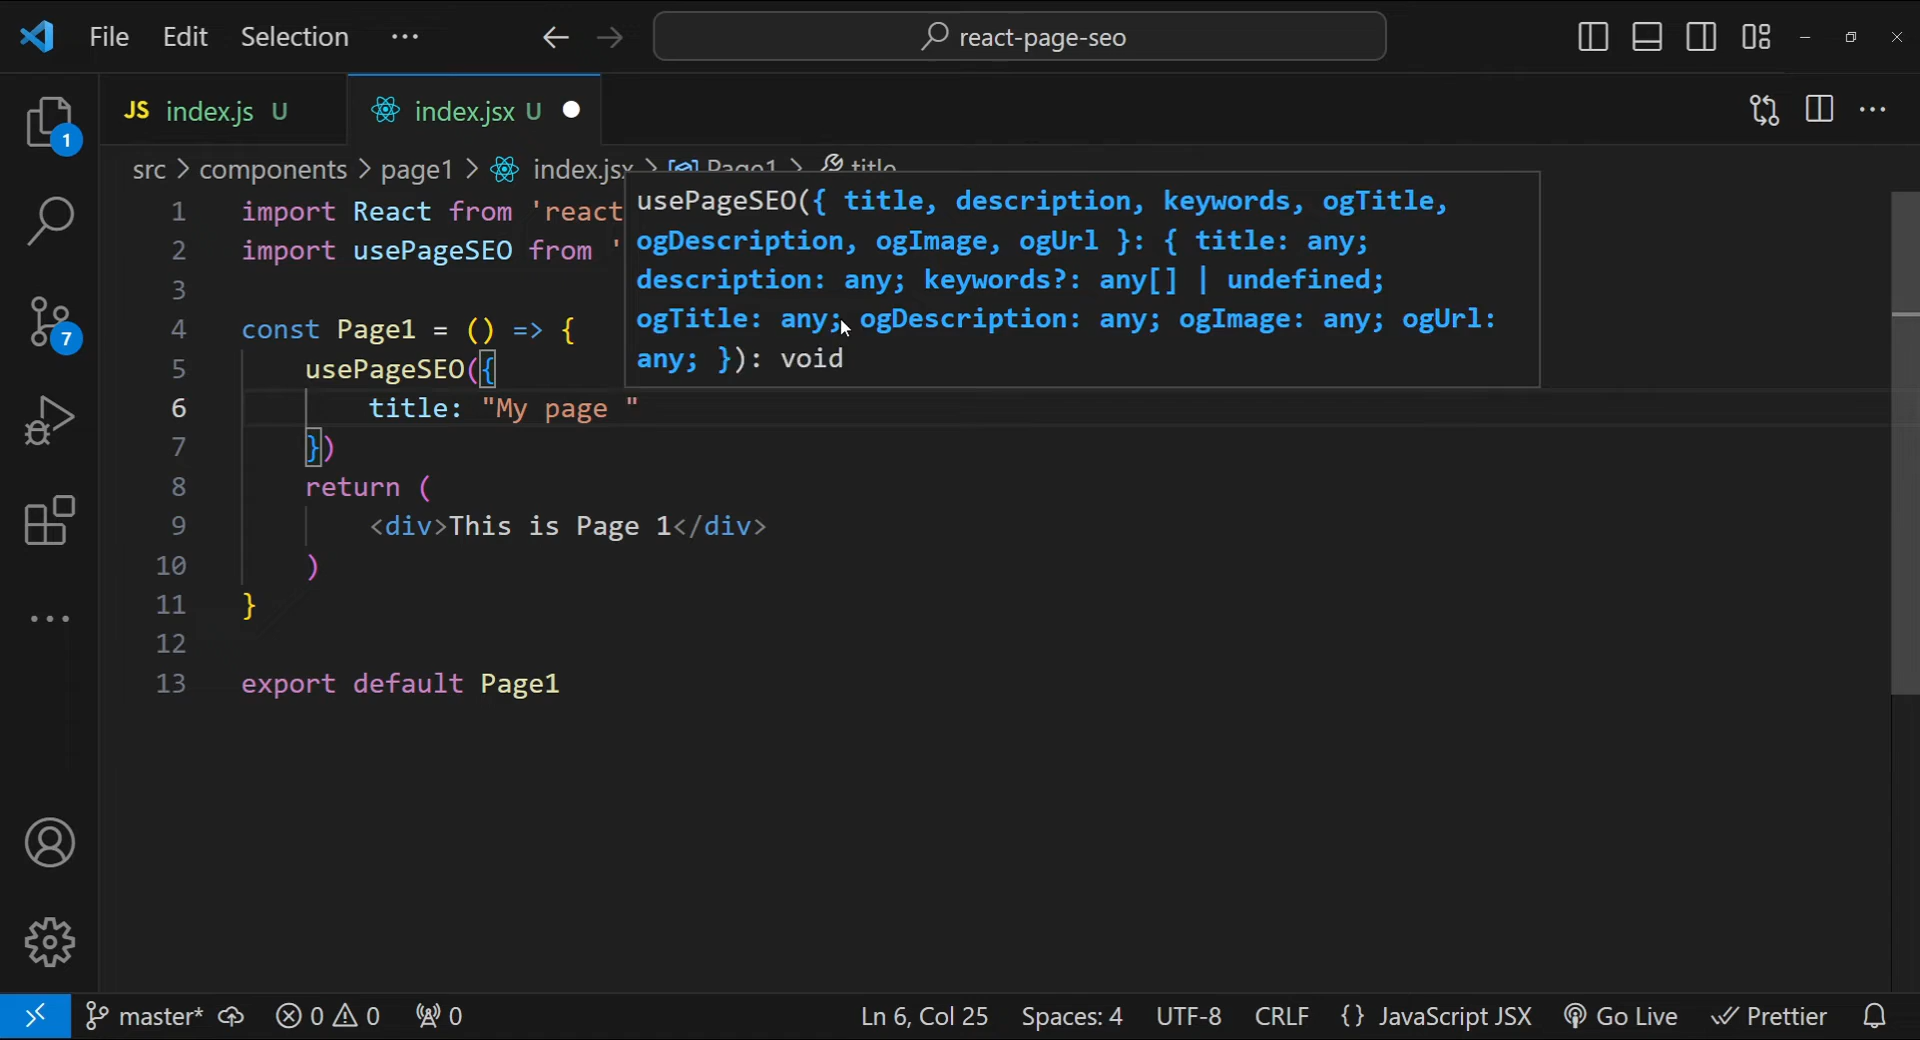 File Edit Selection ··· react-page-seo
JS index.js U index.jsx U
src > components > page1 > index.jsx > Page1 > title
1 import React from 'react
2 import usePageSEO from '
3
4 const Page1 = () => {
5 usePageSEO({
6 title: "My page "
7 })
8 return (
9 <div>This is Page 1</div>
10 )
11 }
12
13 export default Page1
usePageSEO({ title, description, keywords, ogTitle,
ogDescription, ogImage, ogUrl }: { title: any;
description: any; keywords?: any[] | undefined;
ogTitle: any; ogDescription: any; ogImage: any; ogUrl:
any; }): void
1
7
master* 0 0 0 Ln 6, Col 25 Spaces: 4 UTF-8 CRLF {} JavaScript JSX Go Live Prettier